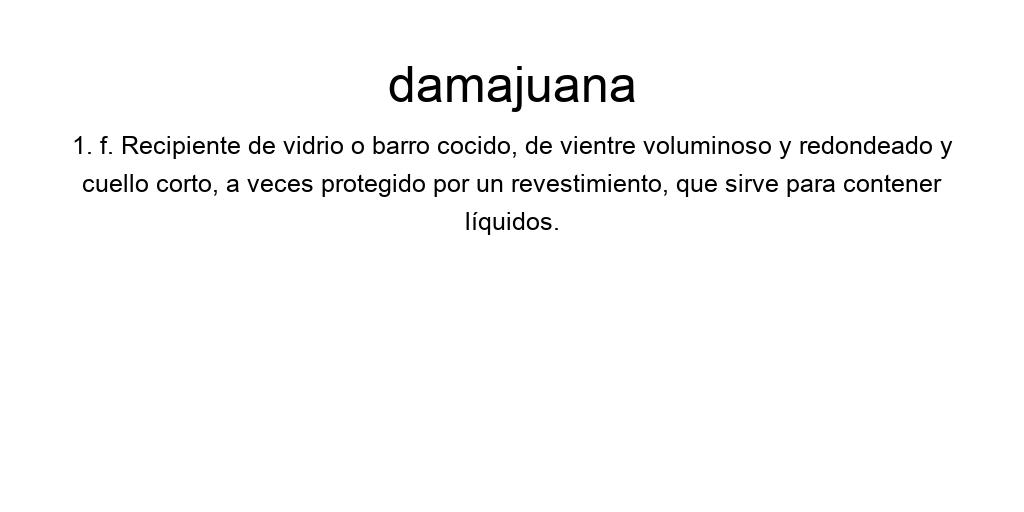 damajuana
1. f. Recipiente de vidrio o barro cocido, de vientre voluminoso y redondeado y
cuello corto, a veces protegido por un revestimiento, que sirve para contener
líquidos.